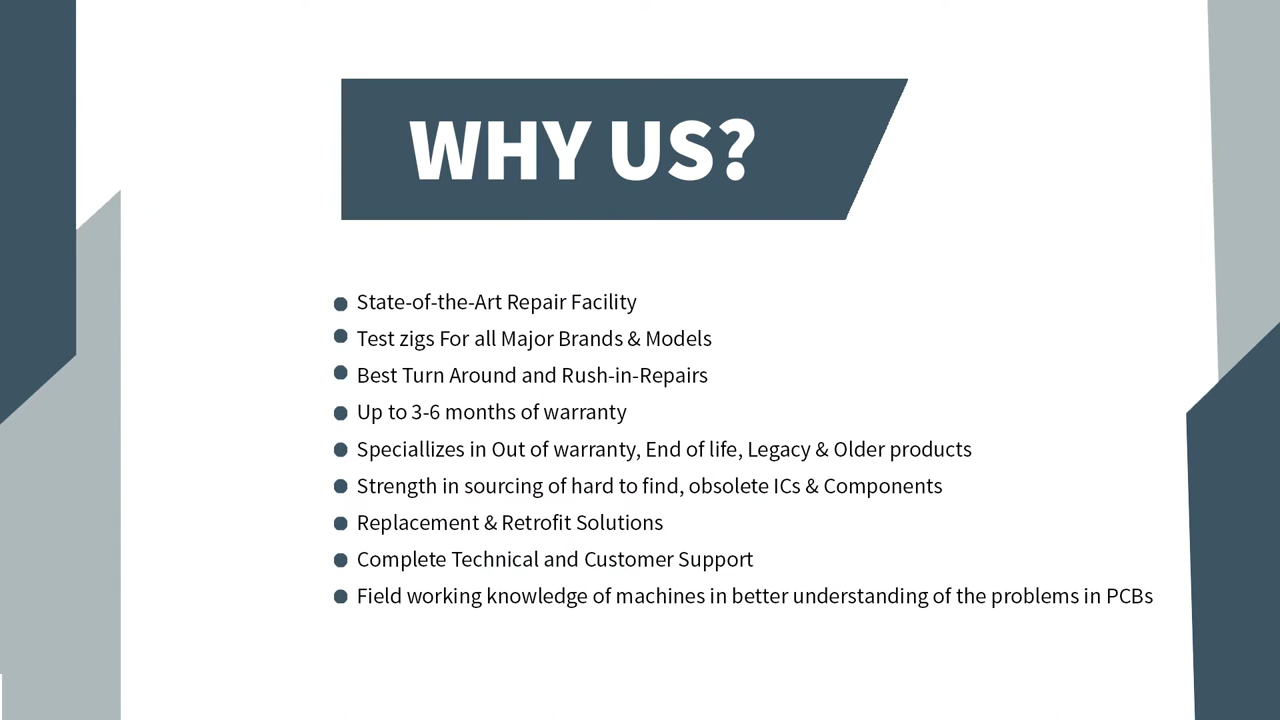 WHY US?
State-of-the-Art Repair Facility
Test zigs For all Major Brands & Models
Best Turn Around and Rush-in-Repairs
Up to 3-6 months of warranty
Speciallizes in Out of warranty, End of life, Legacy & Older products
Strength in sourcing of hard to find, obsolete ICs & Components
Replacement & Retrofit Solutions
Complete Technical and Customer Support
Field working knowledge of machines in better understanding of the problems in PCBs